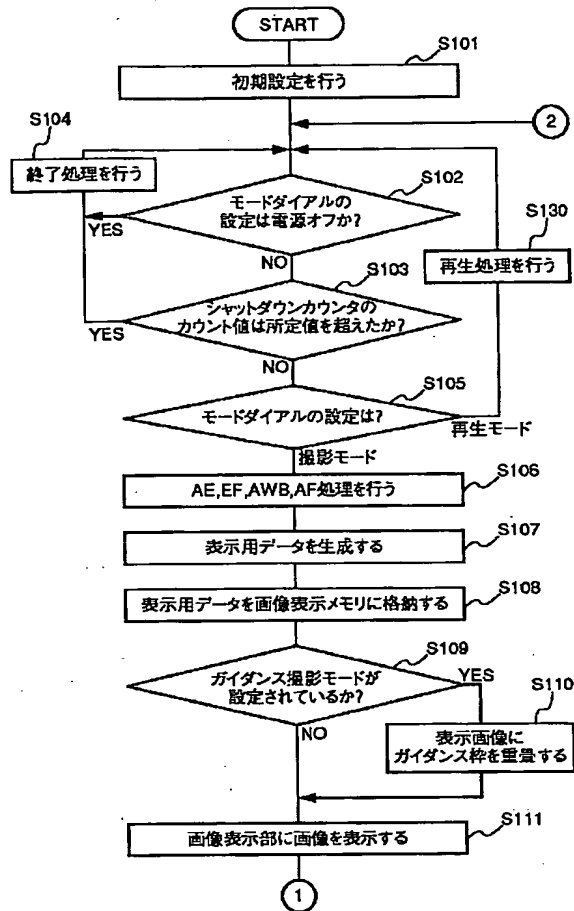 START
S101
初期設定を行う
2
S104
終了処理を行う
S102
モードダイアルの
設定は電源オフか?
YES
NO
S130
再生処理を行う
S103
シャットダウンカウンタの
カウント値は所定値を超えたか?
YES
NO
S105
モードダイアルの設定は?
再生モード
撮影モード
S106
AE,EF,AWB,AF処理を行う
S107
表示用データを生成する
S108
表示用データを画像表示メモリに格納する
S109
ガイダンス撮影モードが
設定されているか?
YES
NO
S110
表示画像に
ガイダンス枠を重畳する
S111
画像表示部に画像を表示する
1